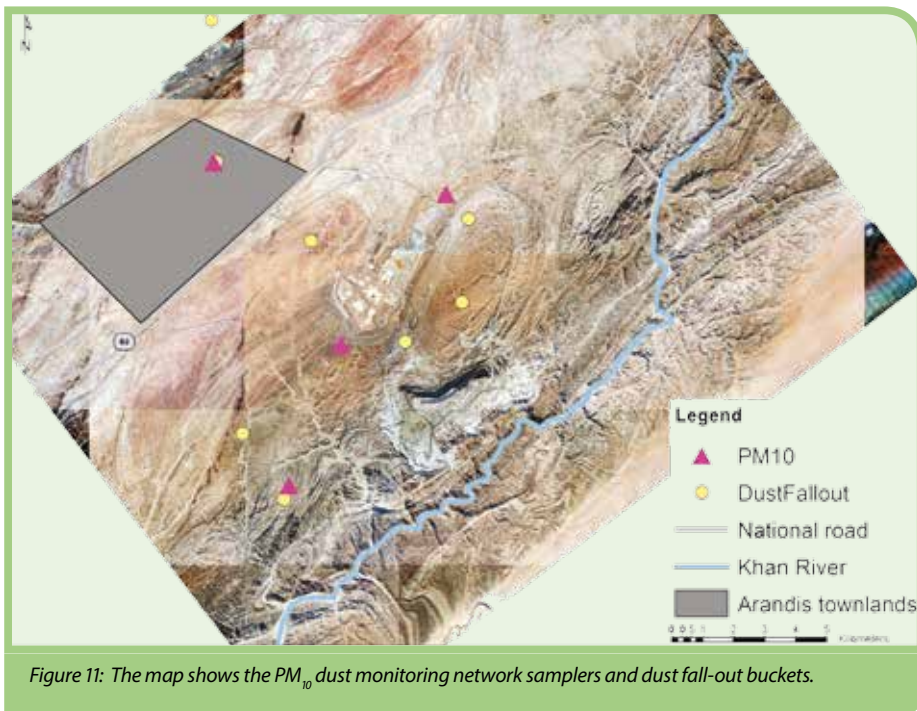 N
Legend
PM10
DustFallout
National road
Khan River
Arandis townlands
Kilometers
Figure 11: The map shows the PM10 dust monitoring network samplers and dust fall-out buckets.